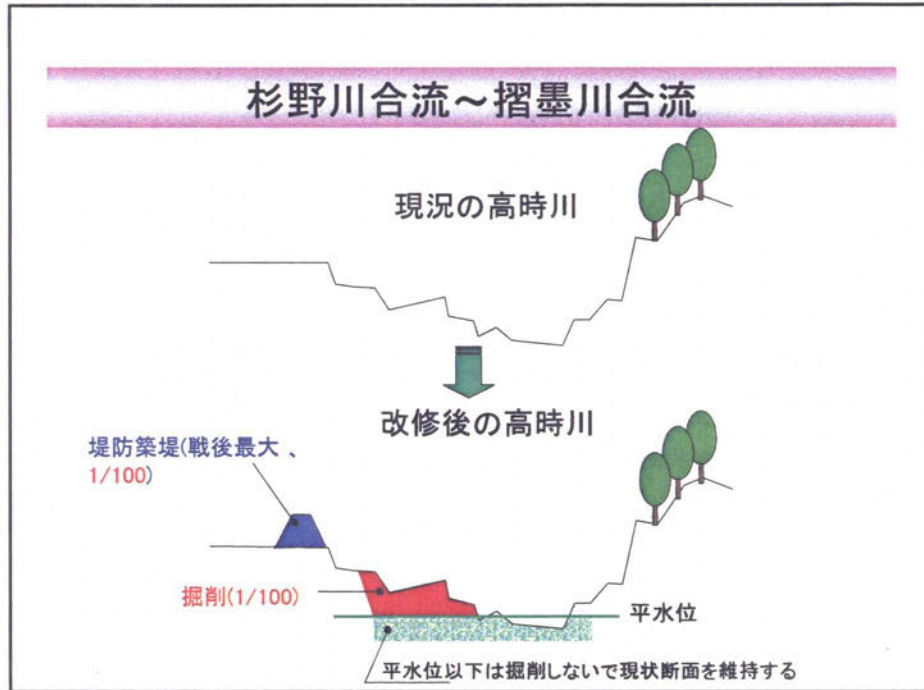 杉野川合流～摺墨川合流
現況の高時川
改修後の高時川
堤防築堤(戦後最大 、
1/100)
掘削(1/100)
平水位
平水位以下は掘削しないで現状断面を維持する